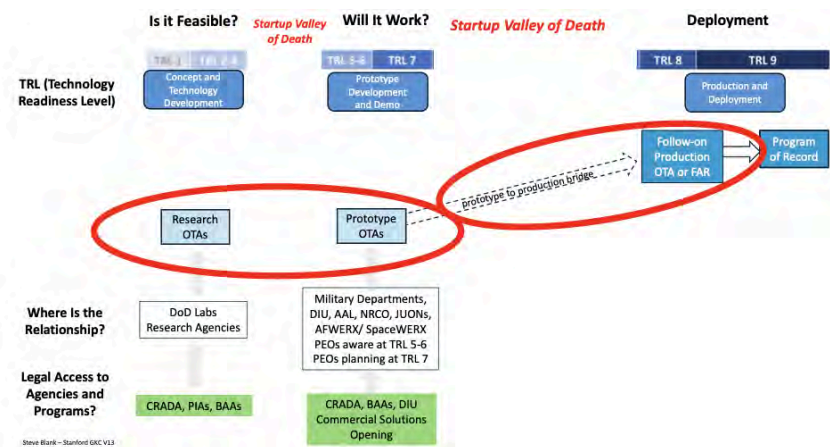 Is it Feasible?
Startup Valley
of Death
Will It Work?
Startup Valley of Death
Deployment
TRL 5-6
TRL 7
TRL 8
TRL 9
TRL (Technology
Readiness Level)
Concept and
Technology
Development
Prototype
Development
and Demo
Production and
Deployment
Follow-on
Production
OTA or FAR
Program
of Record
prototype to production bridge
Research
OTAs
Prototype
OTAs
Where Is the
Relationship?
DoD Labs
Research Agencies
Military Departments,
DIU, AAL, NRCO, JUONs,
AFWERX/ SpaceWERX
PEOs aware at TRL 5-6
PEOs planning at TRL 7
Legal Access to
Agencies and
Programs?
CRADA, PIAs, BAAs
CRADA, BAAs, DIU
Commercial Solutions
Opening
Steve Blank – Stanford GKC V13